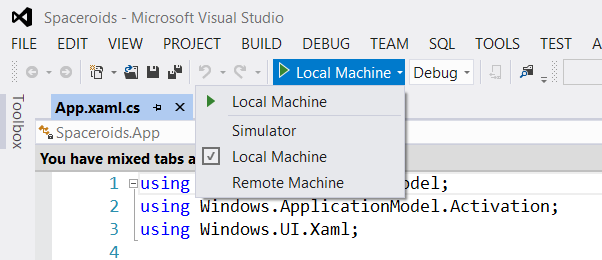 Spaceroids - Microsoft Visual Studio
FILE EDIT VIEW PROJECT BUILD DEBUG TEAM SQL TOOLS TEST
Local Machine Debug
Toolbox
App.xaml.cs
Local Machine
Spaceroids.App
Simulator
You have mixed tabs a
Local Machine
Remote Machine
1 using odel;
2 using Windows.ApplicationModel.Activation;
3 using Windows.UI.Xaml;
4